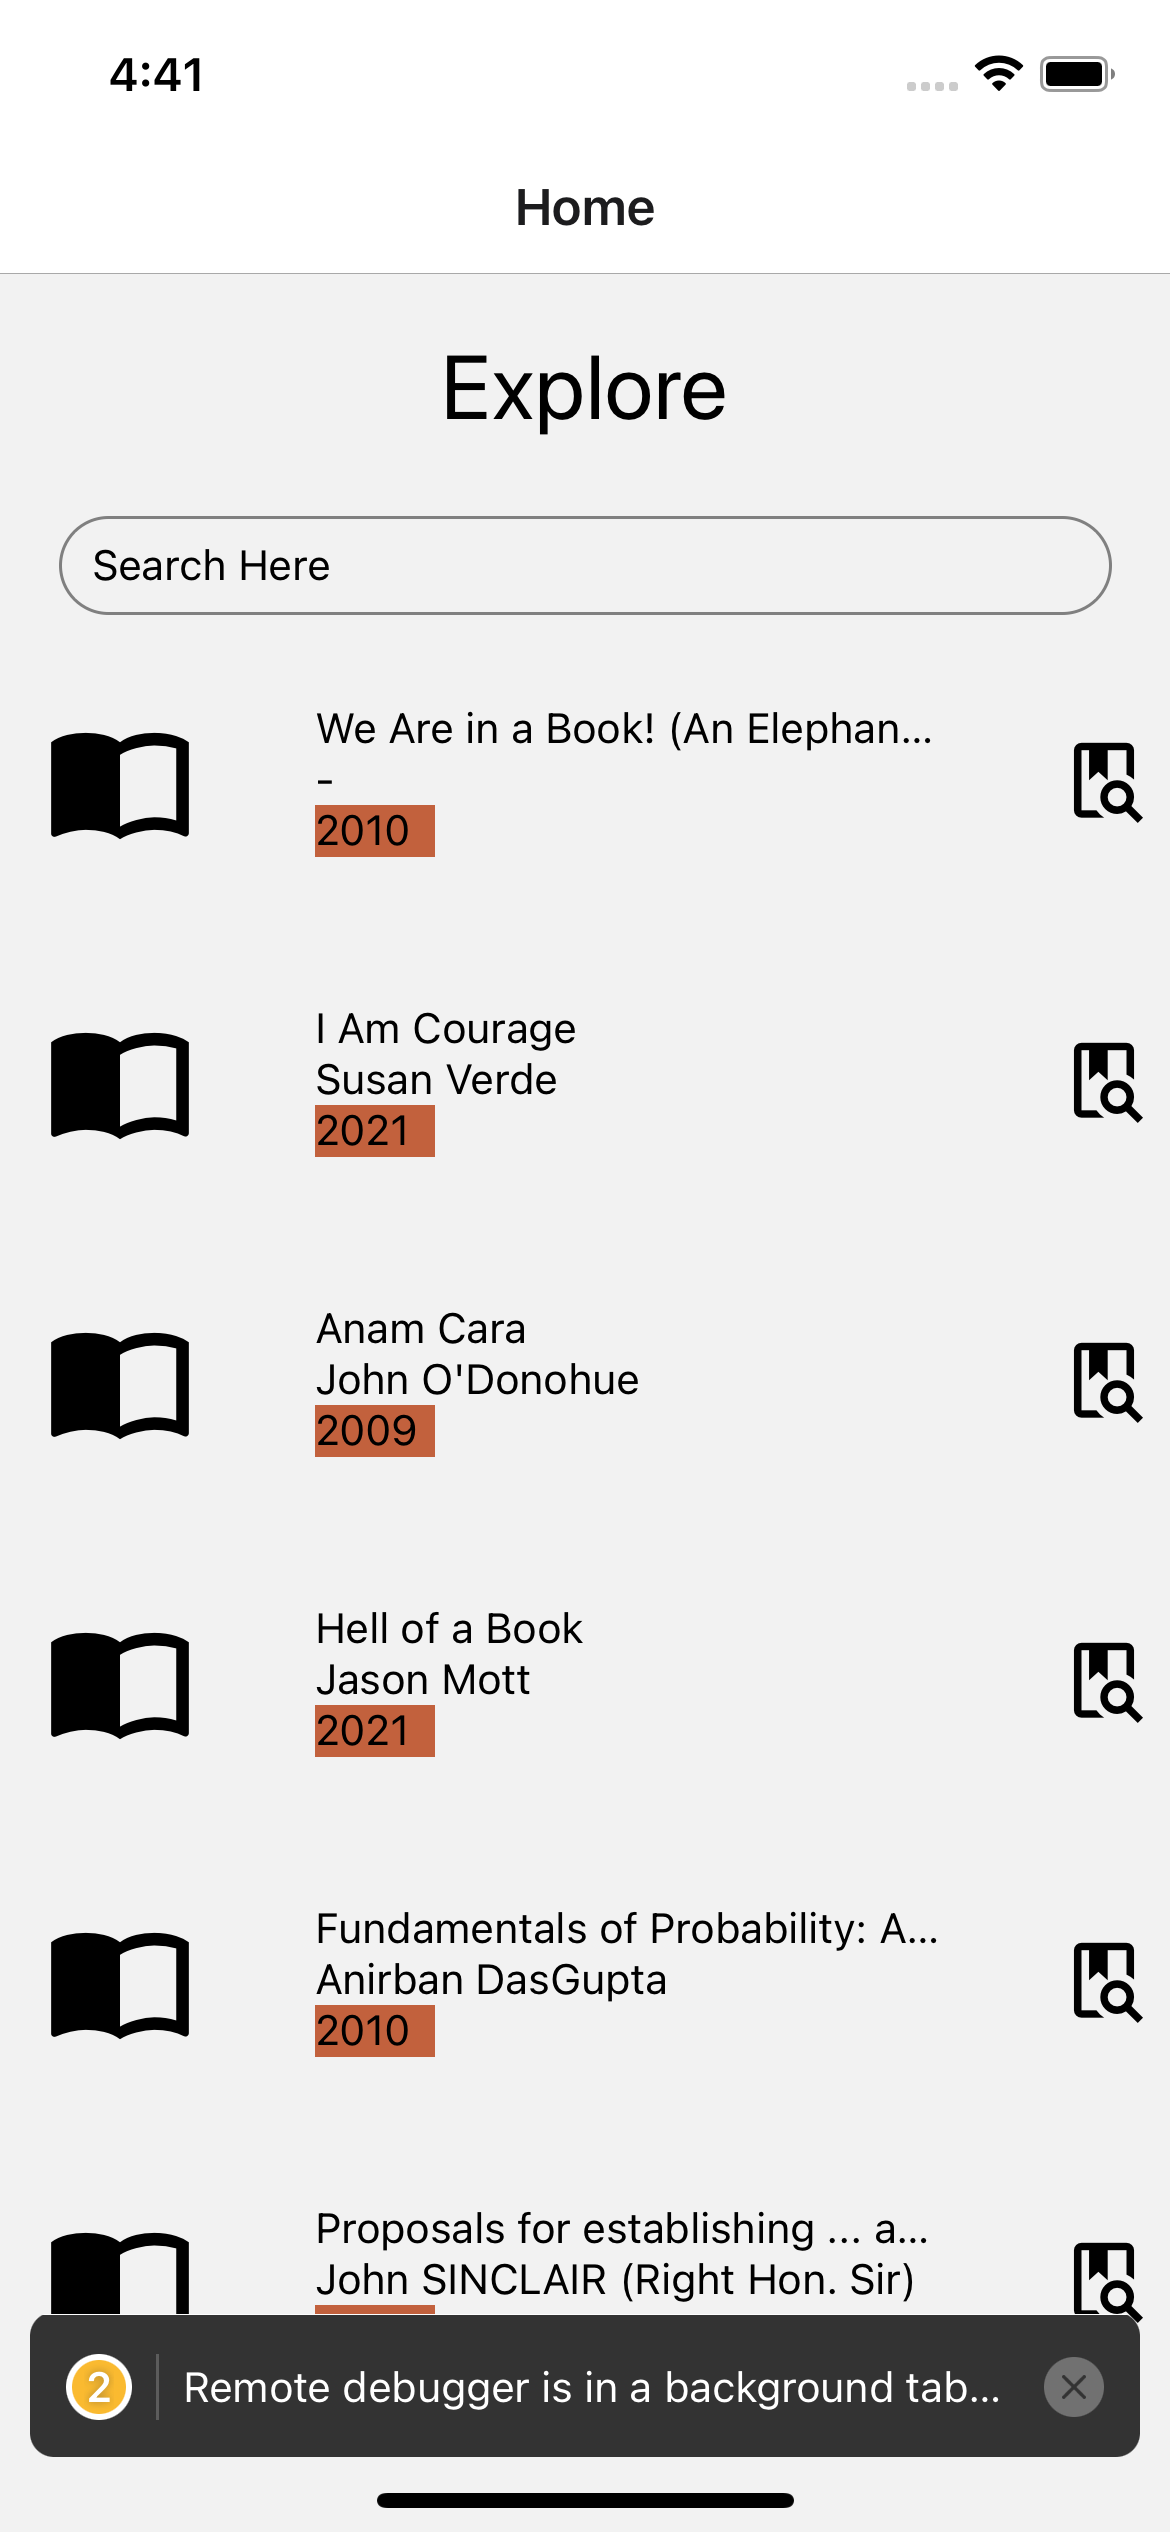 4:41
Home
Explore
Search Here
We Are in a Book! (An Elephan...
-
2010
I Am Courage
Susan Verde
2021
Anam Cara
John O'Donohue
2009
Hell of a Book
Jason Mott
2021
Fundamentals of Probability: A...
Anirban DasGupta
2010
Proposals for establishing ... a...
John SINCLAIR (Right Hon. Sir)
2 Remote debugger is in a background tab...